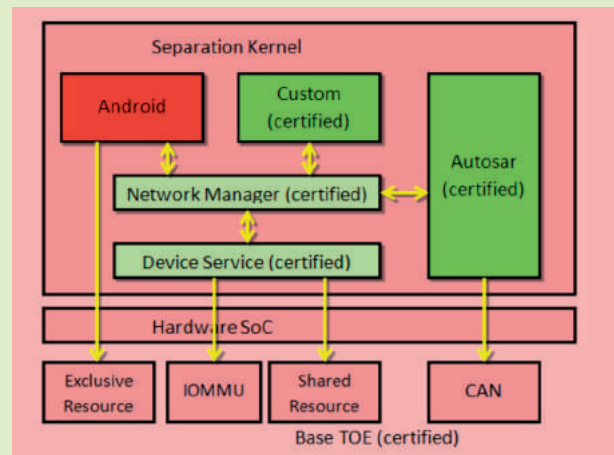 Separation Kernel
Android
Custom
(certified)
Autosar
(certified)
Network Manager (certified)
Device Service (certified)
Hardware SoC
Exclusive
Resource
IOMMU
Shared
Resource
CAN
Base TOE (certified)